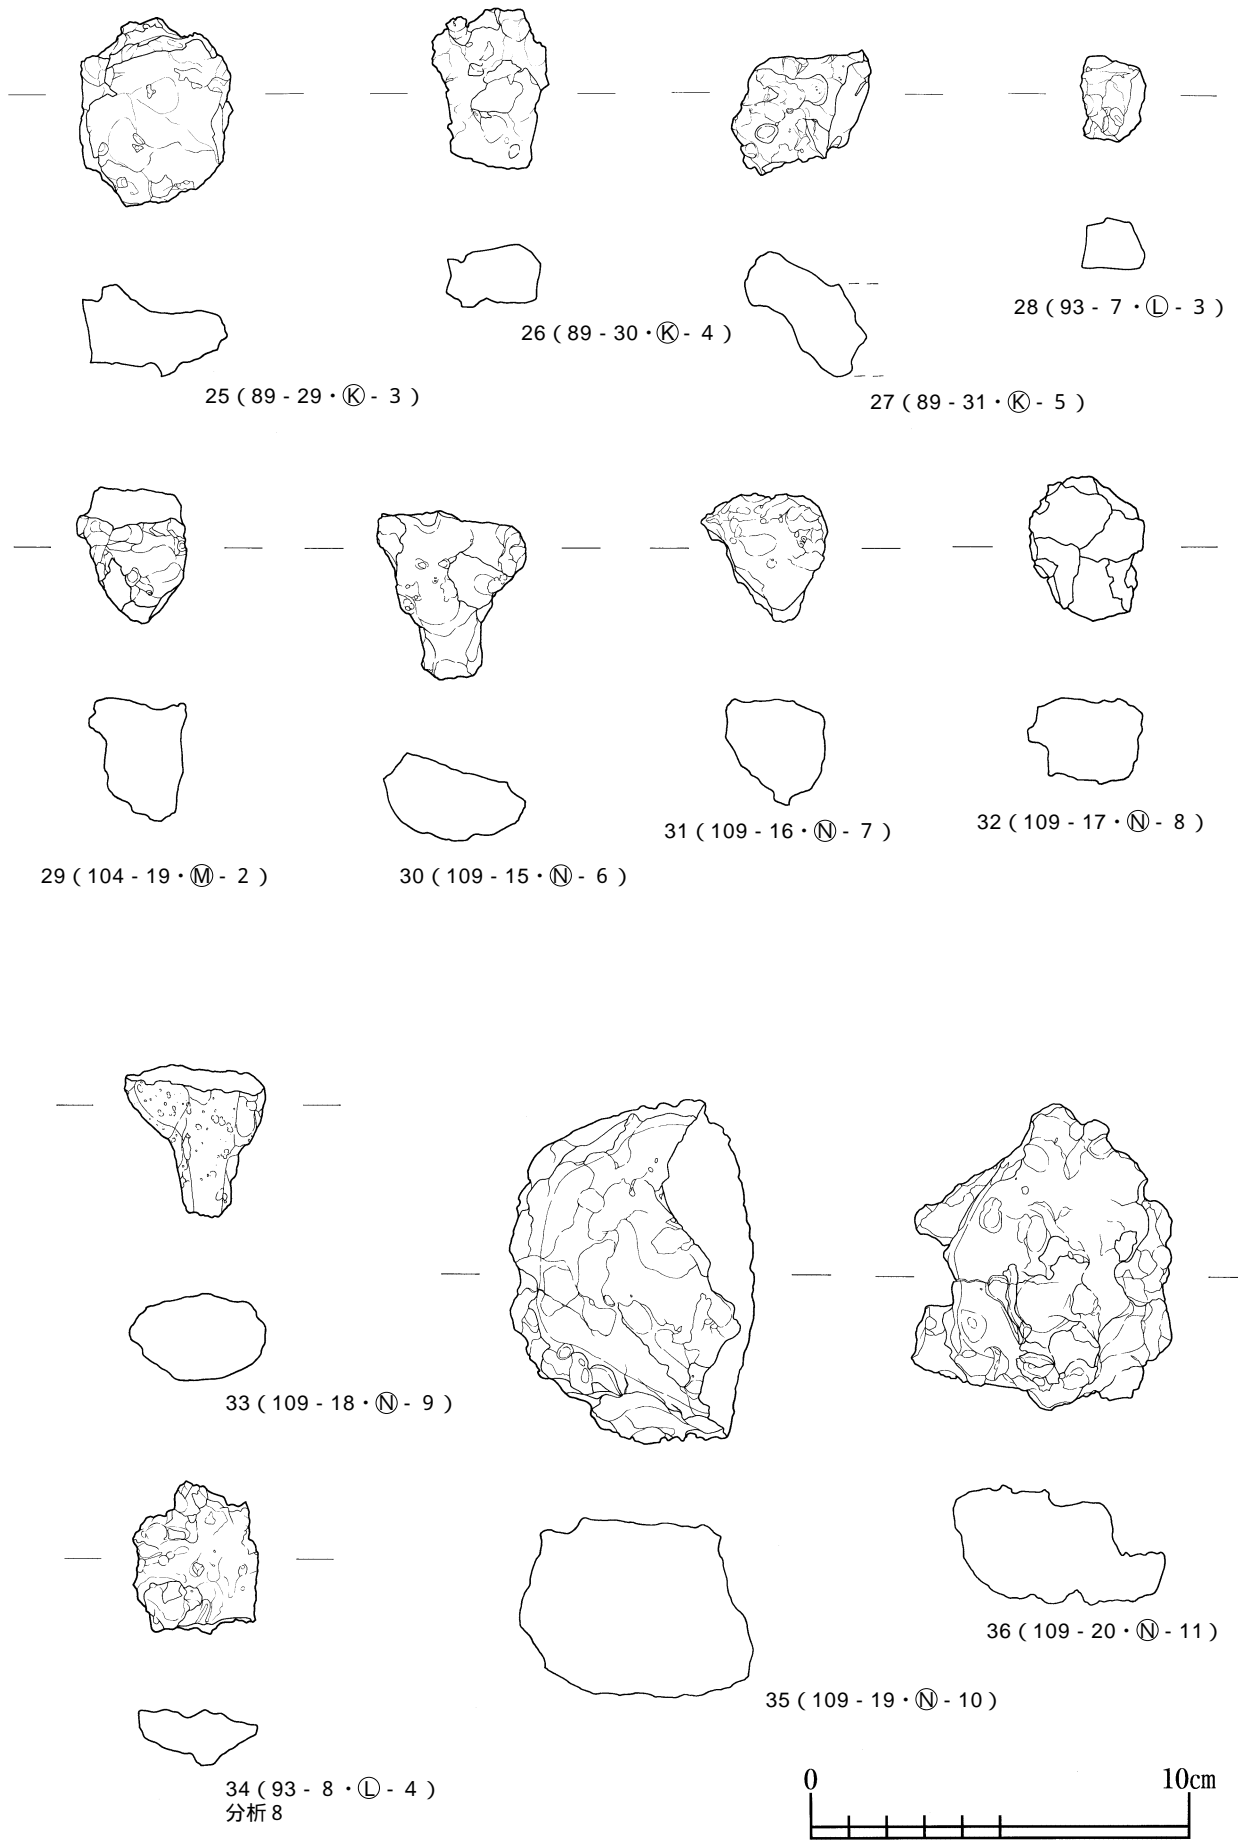 25（89 - 29・Ⓚ - 3）
26（89 - 30・Ⓚ - 4）
27（89 - 31・Ⓚ - 5）
28（93 - 7・Ⓛ - 3）
29（104 - 19・Ⓜ - 2）
30（109 - 15・Ⓝ - 6）
31（109 - 16・Ⓝ - 7）
32（109 - 17・Ⓝ - 8）
33（109 - 18・Ⓝ - 9）
34（93 - 8・Ⓛ - 4）
分析8
35（109 - 19・Ⓝ - 10）
36（109 - 20・Ⓝ - 11）
0 10cm